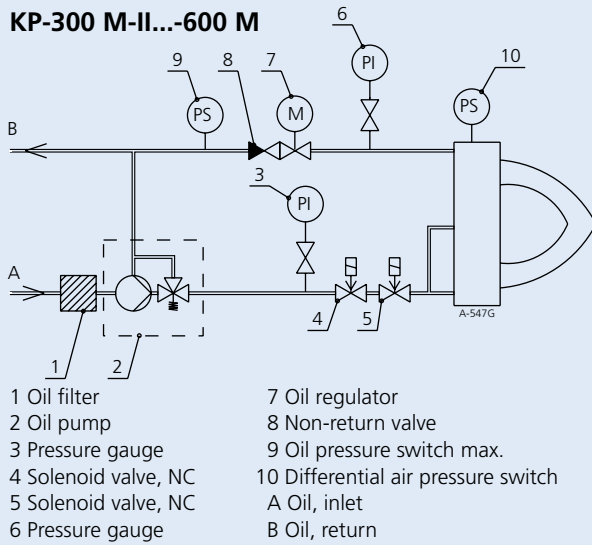 KP-300 M-II...-600 M
6
9
8
7
10
PS
M
PI
PS
B
3
PI
A
4
5
A-547G
1
2
1 Oil filter
2 Oil pump
3 Pressure gauge
4 Solenoid valve, NC
5 Solenoid valve, NC
6 Pressure gauge
7 Oil regulator
8 Non-return valve
9 Oil pressure switch max.
10 Differential air pressure switch
A Oil, inlet
B Oil, return